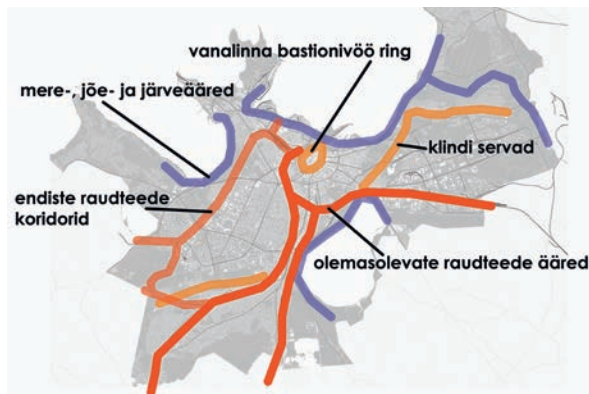 vanalinna bastionivöö ring
mere-, jõe- ja järveääred
klindi servad
endiste raudteede
koridorid
olemasolevate raudteede ääred